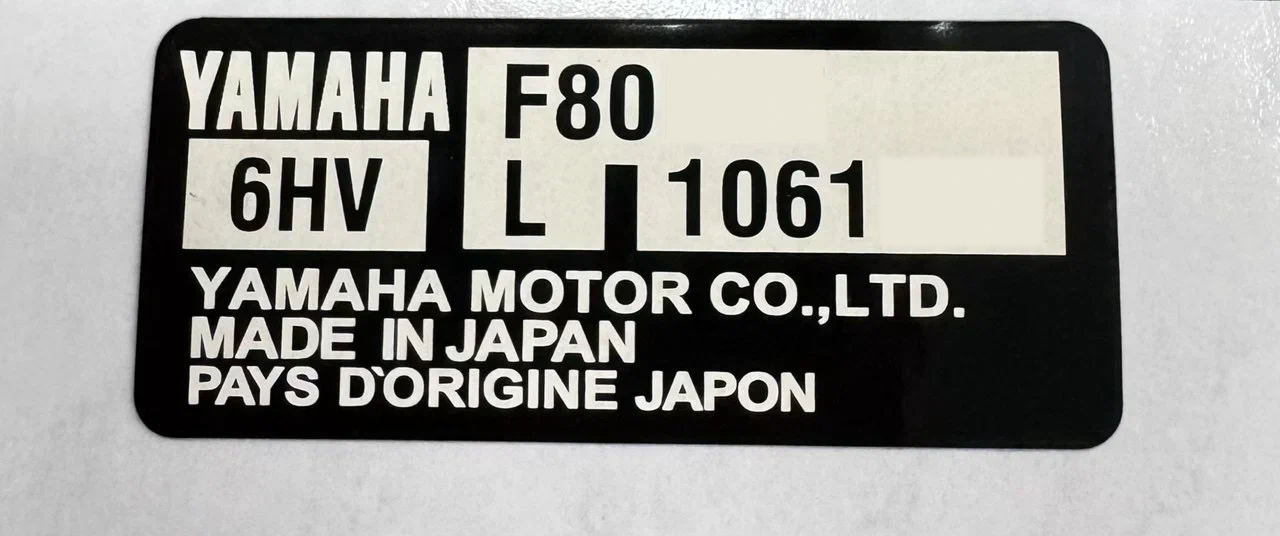 YAMAHA F80
6HV L 1061
YAMAHA MOTOR CO.,LTD.
MADE IN JAPAN
PAYS D`ORIGINE JAPON